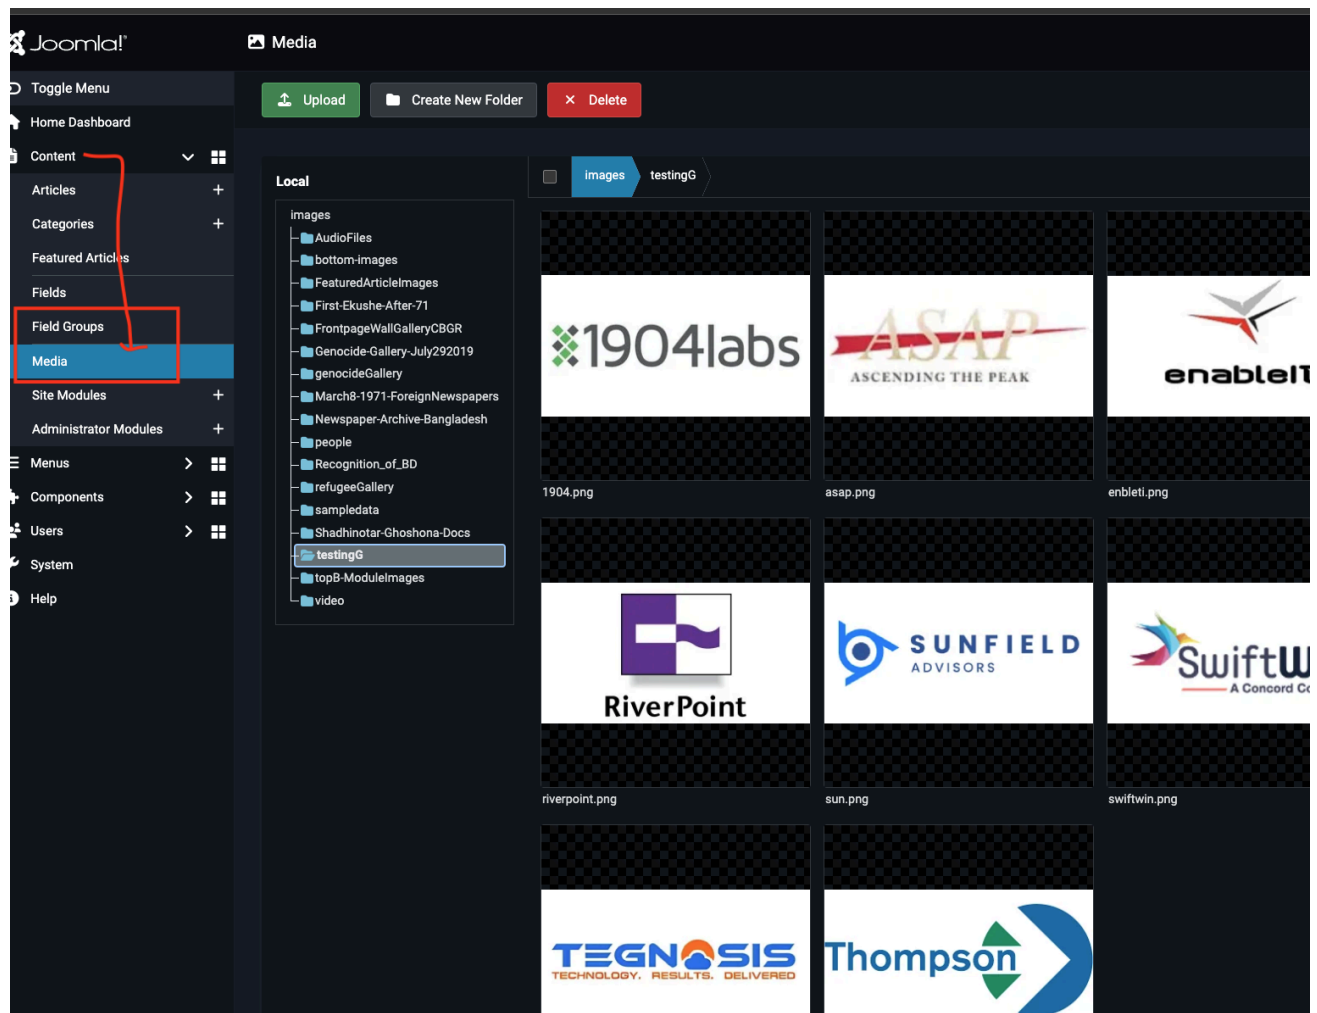 Joomla!
Media
Toggle Menu
Upload
Create New Folder
Delete
Home Dashboard
Content
Articles
Categories
Featured Articles
Fields
Field Groups
Media
Site Modules
Administrator Modules
Menus
Components
Users
System
Help
Local
images
AudioFiles
bottom-images
FeaturedArticleImages
First-Ekushe-After-71
FrontpageWallGalleryCBGR
Genocide-Gallery-July292019
genocideGallery
March8-1971-ForeignNewspapers
Newspaper-Archive-Bangladesh
people
Recognition_of_BD
refugeeGallery
sampledata
Shadhinotar-Ghoshona-Docs
testingG
topB-ModuleImages
video
images testingG
1904labs
ASAP
ASCENDING THE PEAK
enableIT
1904.png
asap.png
enbleti.png
RiverPoint
SUNFIELD
ADVISORS
SwiftW
A Concord Co
riverpoint.png
sun.png
swiftwin.png
TEGNOSIS
TECHNOLOGY. RESULTS. DELIVERED
Thompson